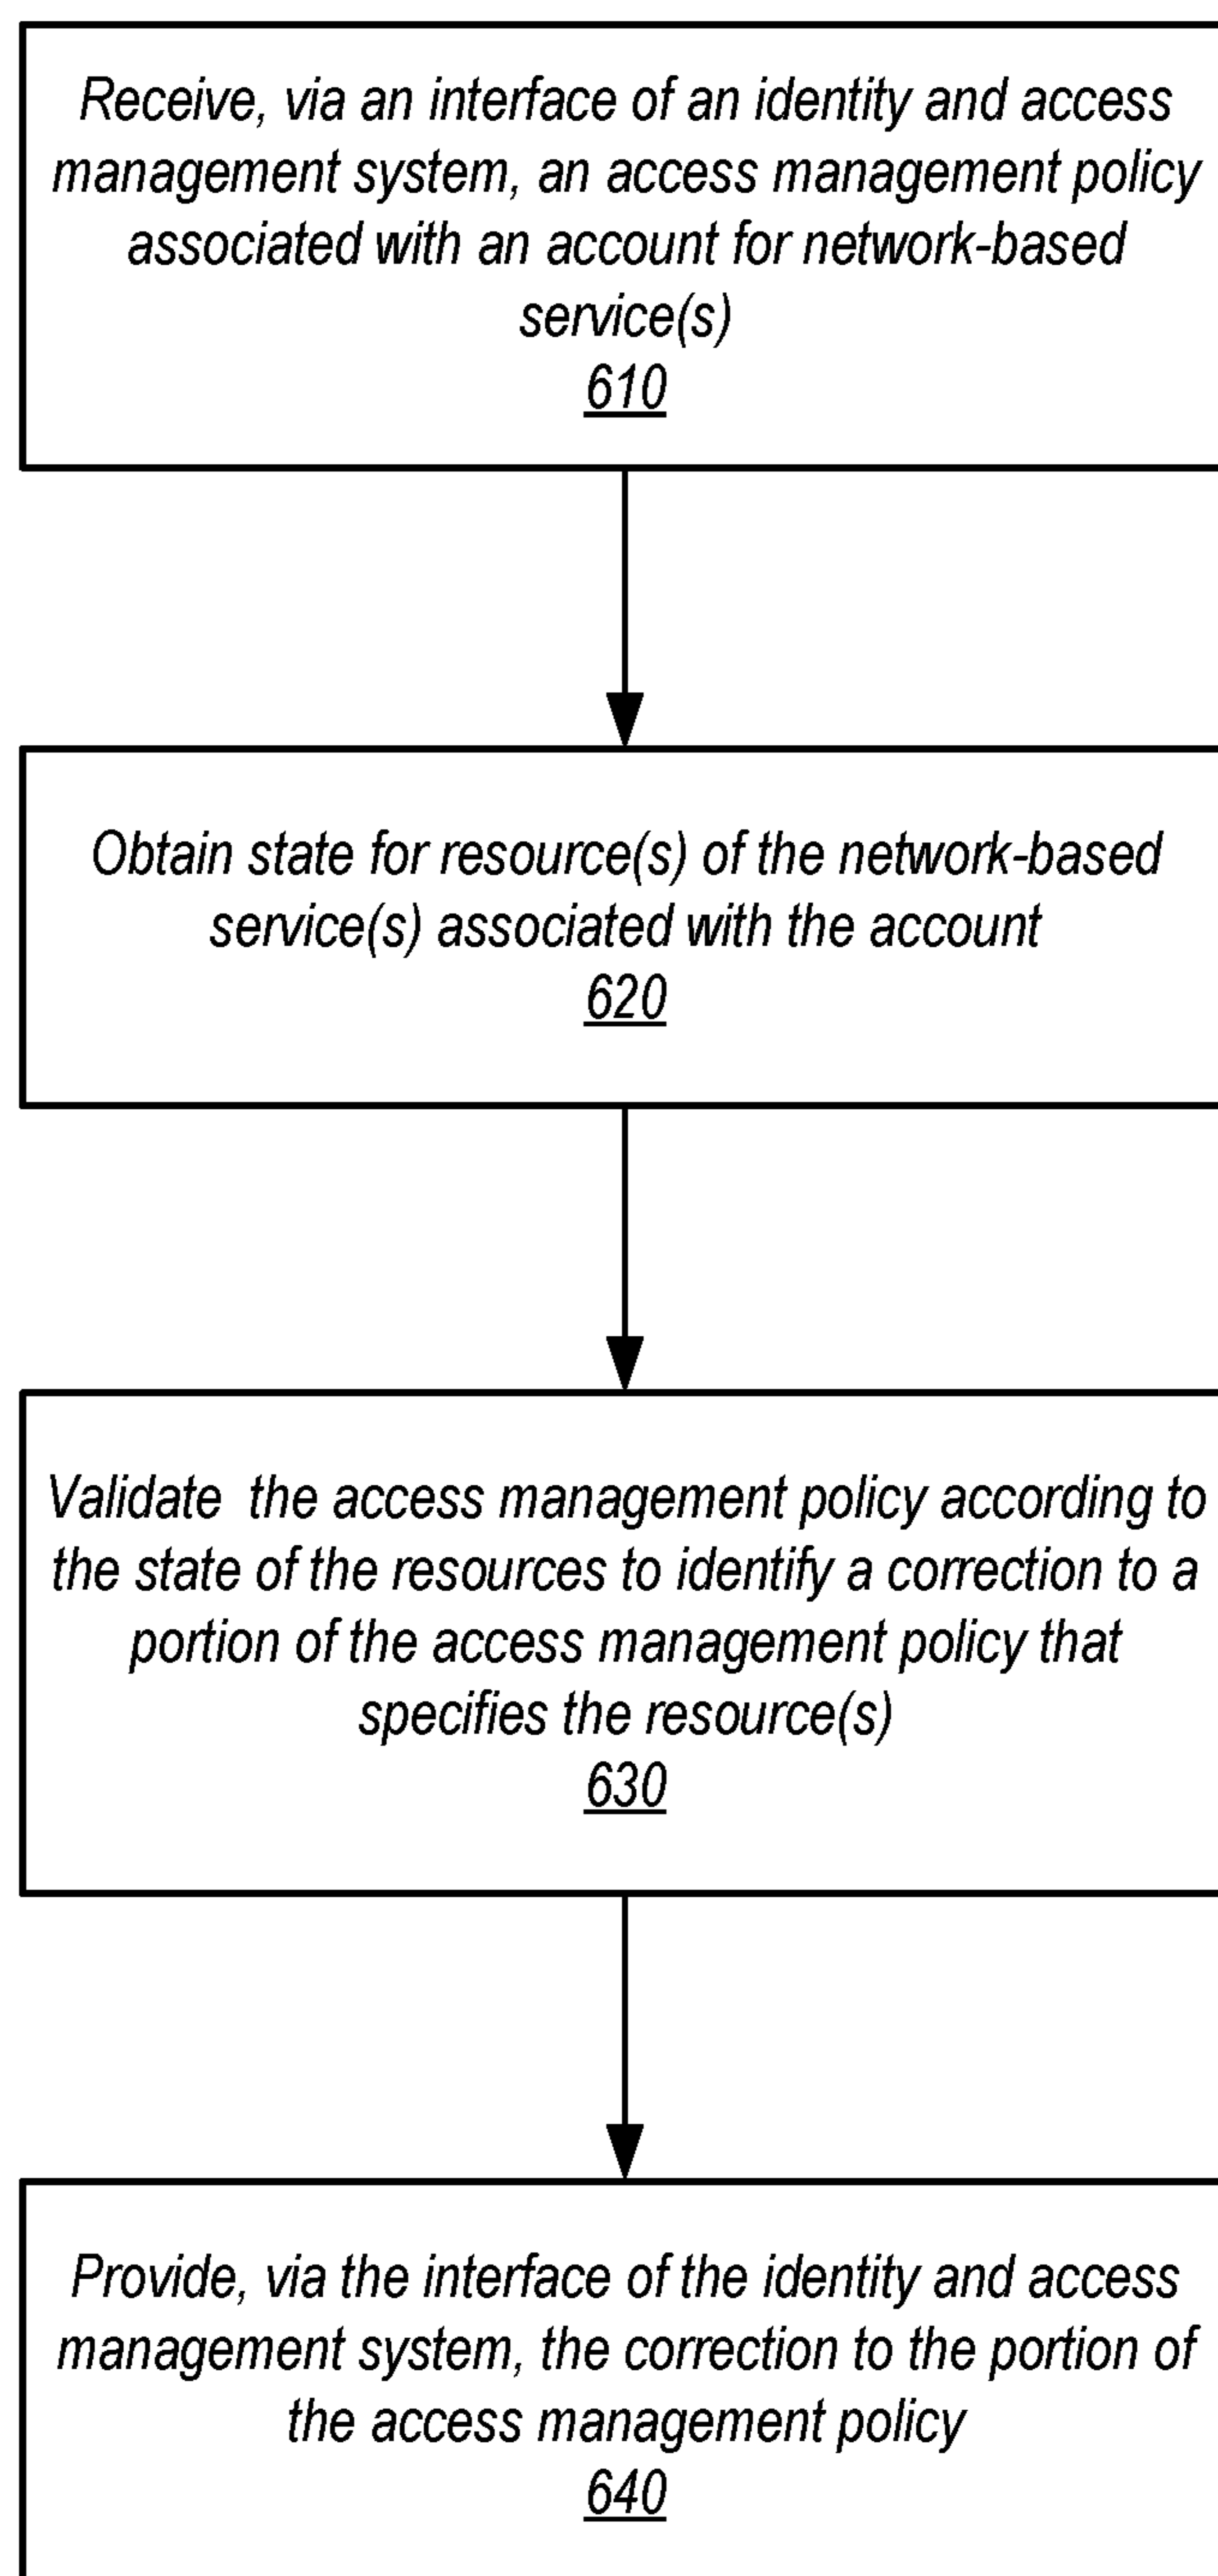 Receive, via an interface of an identity and access
management system, an access management policy
associated with an account for network-based
service(s)
610
Obtain state for resource(s) of the network-based
service(s) associated with the account
620
Validate the access management policy according to
the state of the resources to identify a correction to a
portion of the access management policy that
specifies the resource(s)
630
Provide, via the interface of the identity and access
management system, the correction to the portion of
the access management policy
640